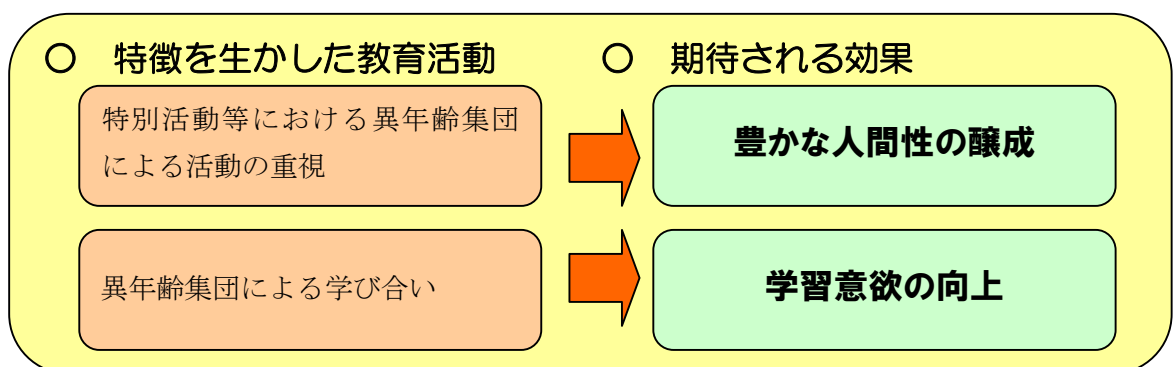 ○ 特徴を生かした教育活動
○ 期待される効果
特別活動等における異年齢集団
による活動の重視
豊かな人間性の醸成
異年齢集団による学び合い
学習意欲の向上